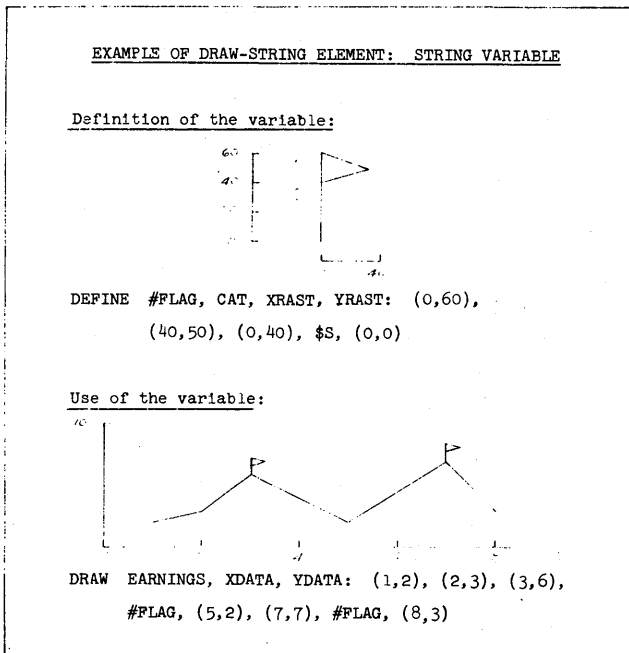 EXAMPLE OF DRAW-STRING ELEMENT: STRING VARIABLE
Definition of the variable:
60
40
40
DEFINE #FLAG, CAT, XRAST, YRAST: (0,60),
(40,50), (0,40), $S, (0,0)
Use of the variable:
10
4
DRAW EARNINGS, XDATA, YDATA: (1,2), (2,3), (3,6),
#FLAG, (5,2), (7,7), #FLAG, (8,3)